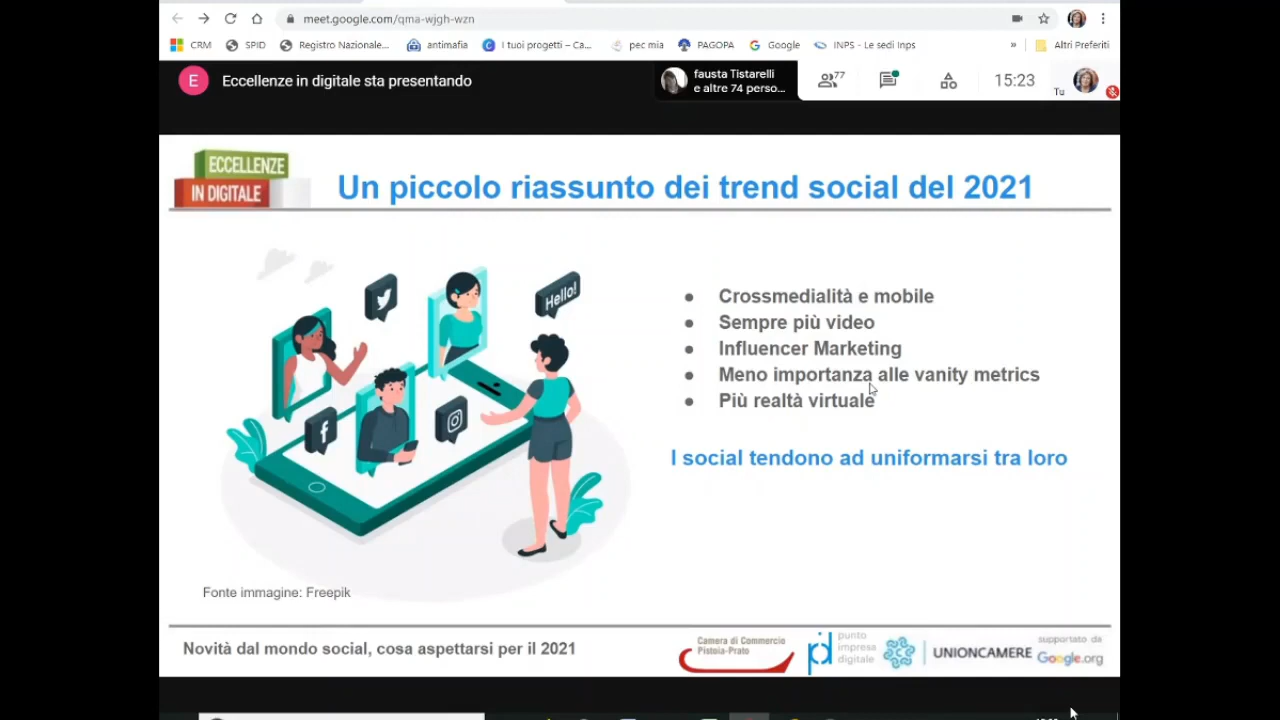 meet.google.com/qma-wjgh-wzn
CRM SPID Registro Nazionale... antimafia I tuoi progetti – Ca... pec mia PAGOPA Google INPS - Le sedi Inps » Altri Preferiti
E Eccellenze in digitale sta presentando
fausta Tistarelli
e altre 74 perso...
77
15:23
Tu
ECCELLENZE
IN DIGITALE
Un piccolo riassunto dei trend social del 2021
Hello!
● Crossmedialità e mobile
● Sempre più video
● Influencer Marketing
● Meno importanza alle vanity metrics
● Più realtà virtuale
I social tendono ad uniformarsi tra loro
Fonte immagine: Freepik
Novità dal mondo social, cosa aspettarsi per il 2021
Camera di Commercio
Pistoia-Prato
pid
punto
impresa
digitale
UNIONCAMERE
supportato da
Google.org